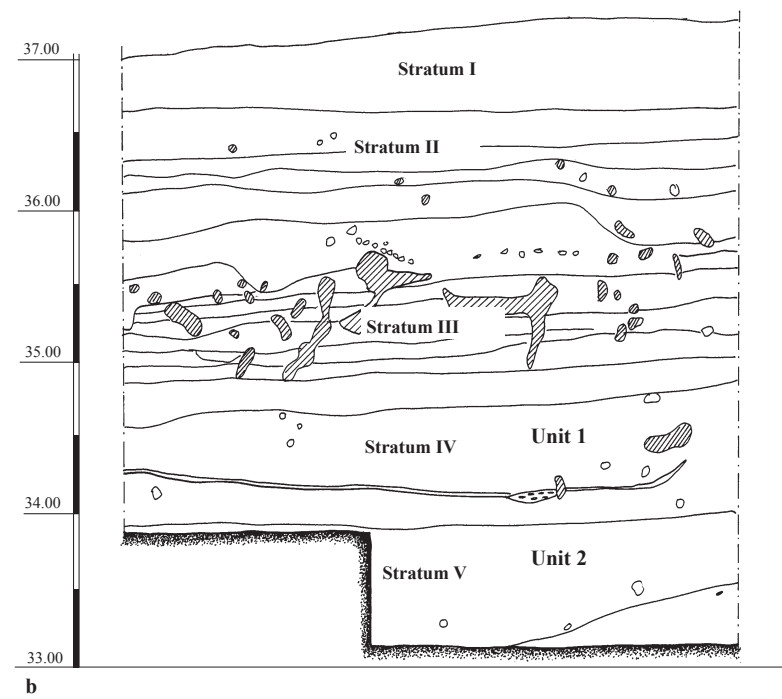 37.00
Stratum I
Stratum II
36.00
Stratum III
35.00
Unit 1
Stratum IV
34.00
Unit 2
Stratum V
33.00
b